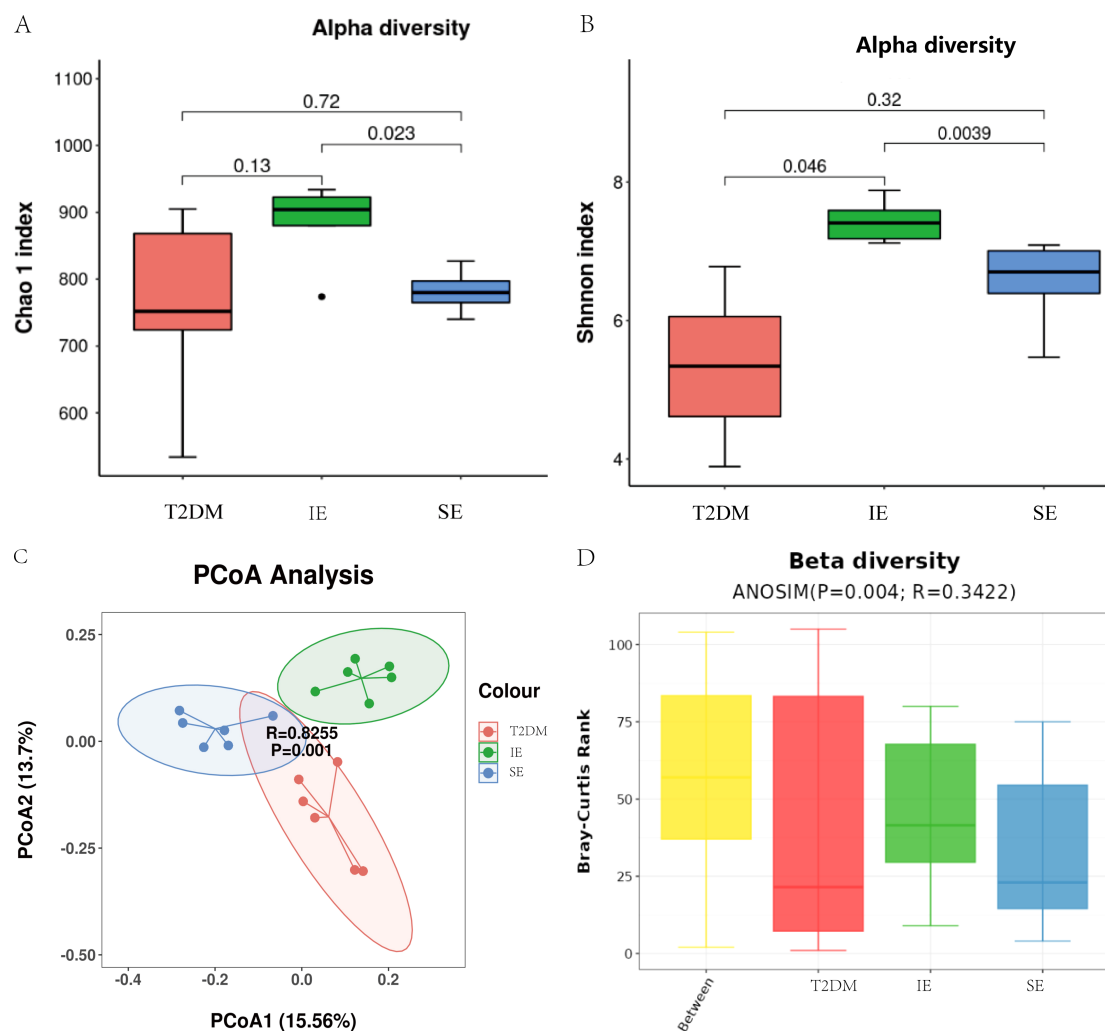 A
Alpha diversity
Chao 1 index
1100
1000
900
800
700
600
0.72
0.023
0.13
T2DM
IE
SE
B
Alpha diversity
Shnnon index
8
6
4
0.32
0.0039
0.046
T2DM
IE
SE
C
PCoA Analysis
PCoA2 (13.7%)
0.25
0.00
-0.25
-0.50
R=0.8255
P=0.001
-0.4
-0.2
0.0
0.2
PCoA1 (15.56%)
Colour
T2DM
IE
SE
D
Beta diversity
ANOSIM(P=0.004; R=0.3422)
Bray-Curtis Rank
100
75
50
25
0
Between
T2DM
IE
SE